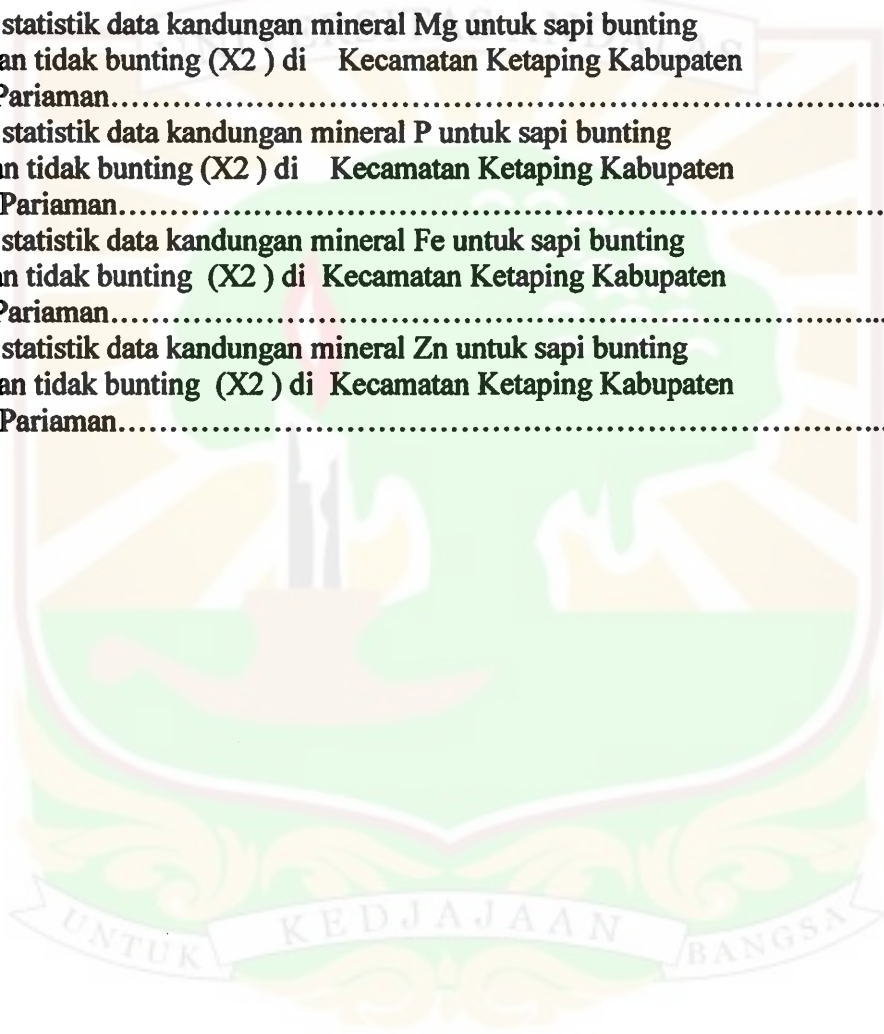 statistik data kandungan mineral Mg untuk sapi bunting
an tidak bunting (X2 ) di Kecamatan Ketaping Kabupaten
Pariaman...............................................................................
statistik data kandungan mineral P untuk sapi bunting
an tidak bunting (X2 ) di Kecamatan Ketaping Kabupaten
Pariaman...............................................................................
statistik data kandungan mineral Fe untuk sapi bunting
an tidak bunting (X2 ) di Kecamatan Ketaping Kabupaten
Pariaman...............................................................................
statistik data kandungan mineral Zn untuk sapi bunting
an tidak bunting (X2 ) di Kecamatan Ketaping Kabupaten
Pariaman...............................................................................
UNTUK KEDJAJAAN BANGSA